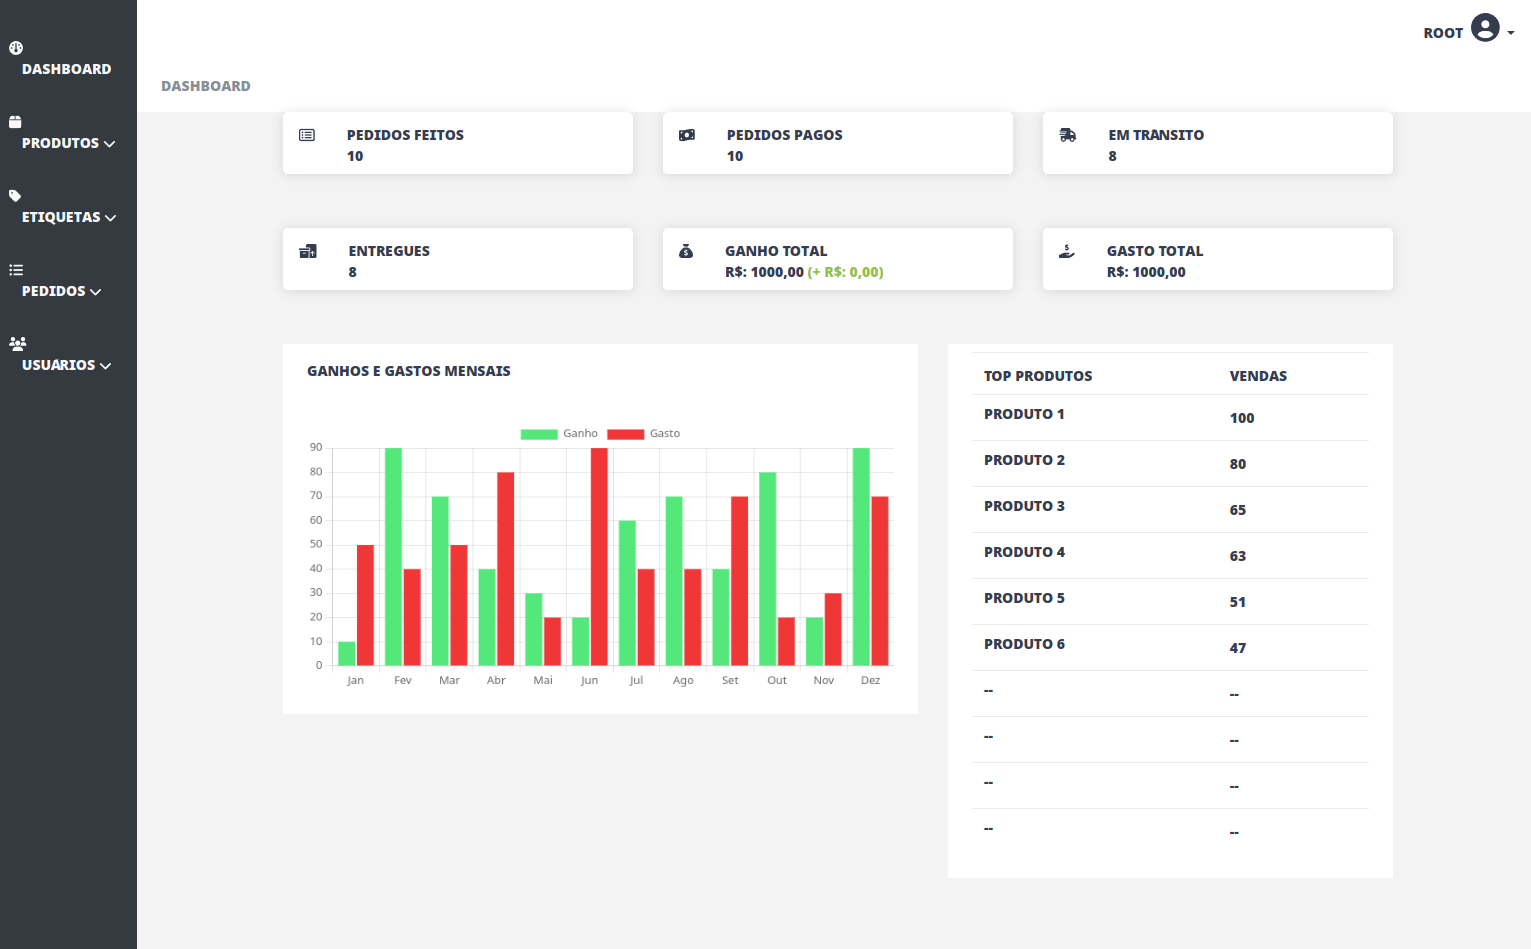 ROOT
DASHBOARD
PRODUTOS
ETIQUETAS
PEDIDOS
USUARIOS
DASHBOARD
PEDIDOS FEITOS
10
PEDIDOS PAGOS
10
EM TRANSITO
8
ENTREGUES
8
GANHO TOTAL
R$: 1000,00 (+ R$: 0,00)
GASTO TOTAL
R$: 1000,00
GANHOS E GASTOS MENSAIS
Ganho Gasto
90
80
70
60
50
40
30
20
10
0
Jan Fev Mar Abr Mai Jun Jul Ago Set Out Nov Dez
TOP PRODUTOS VENDAS
PRODUTO 1 100
PRODUTO 2 80
PRODUTO 3 65
PRODUTO 4 63
PRODUTO 5 51
PRODUTO 6 47
-- --
-- --
-- --
-- --